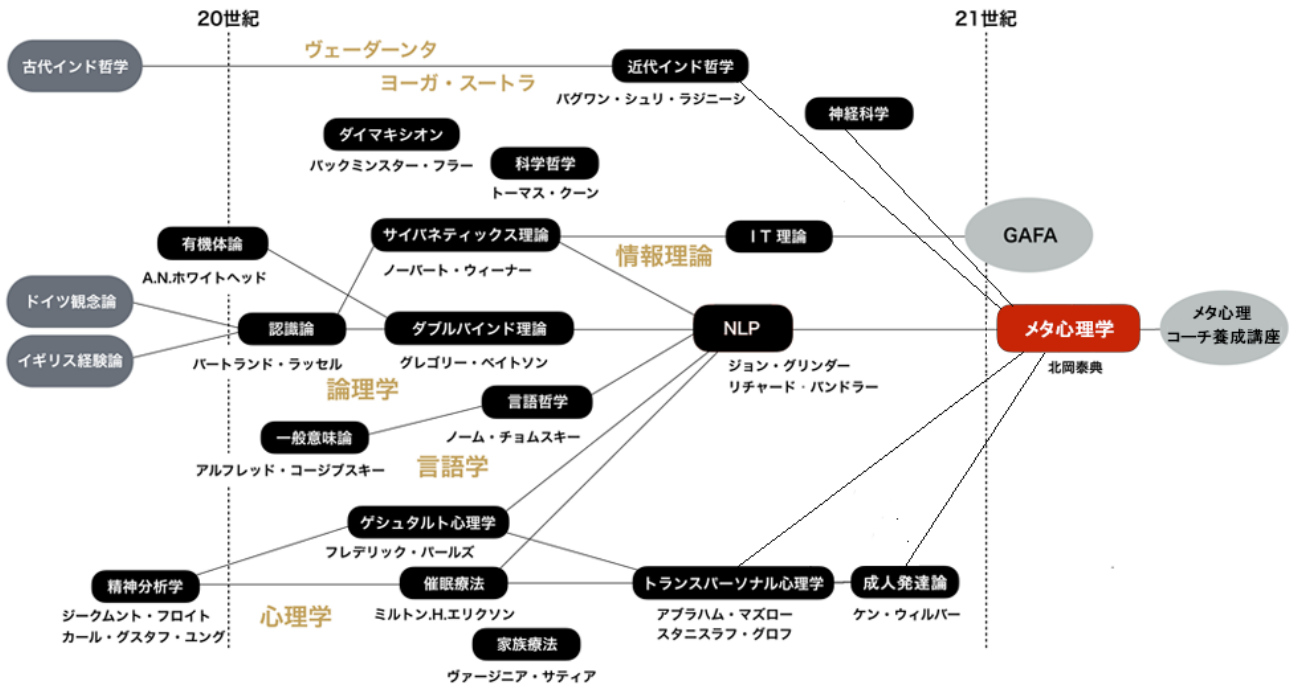 20世紀
21世紀
古代インド哲学
ヴェーダーンタ
ヨーガ・スートラ
近代インド哲学
バグワン・シュリ・ラジニーシ
神経科学
ダイマキシオン
バックミンスター・フラー
科学哲学
トーマス・クーン
有機体論
A.N.ホワイトヘッド
サイバネティックス理論
ノーバート・ウィーナー
情報理論
IT理論
GAFA
ドイツ観念論
イギリス経験論
認識論
バートランド・ラッセル
ダブルバインド理論
グレゴリー・ベイトソン
NLP
ジョン・グリンダー
リチャード・バンドラー
メタ心理学
北岡泰典
メタ心理
コーチ養成講座
論理学
言語哲学
ノーム・チョムスキー
一般意味論
アルフレッド・コージブスキー
言語学
ゲシュタルト心理学
フレデリック・パールズ
精神分析学
ジークムント・フロイト
カール・グスタフ・ユング
心理学
催眠療法
ミルトン.H.エリクソン
トランスパーソナル心理学
アブラハム・マズロー
スタニスラフ・グロフ
成人発達論
ケン・ウィルバー
家族療法
ヴァージニア・サティア